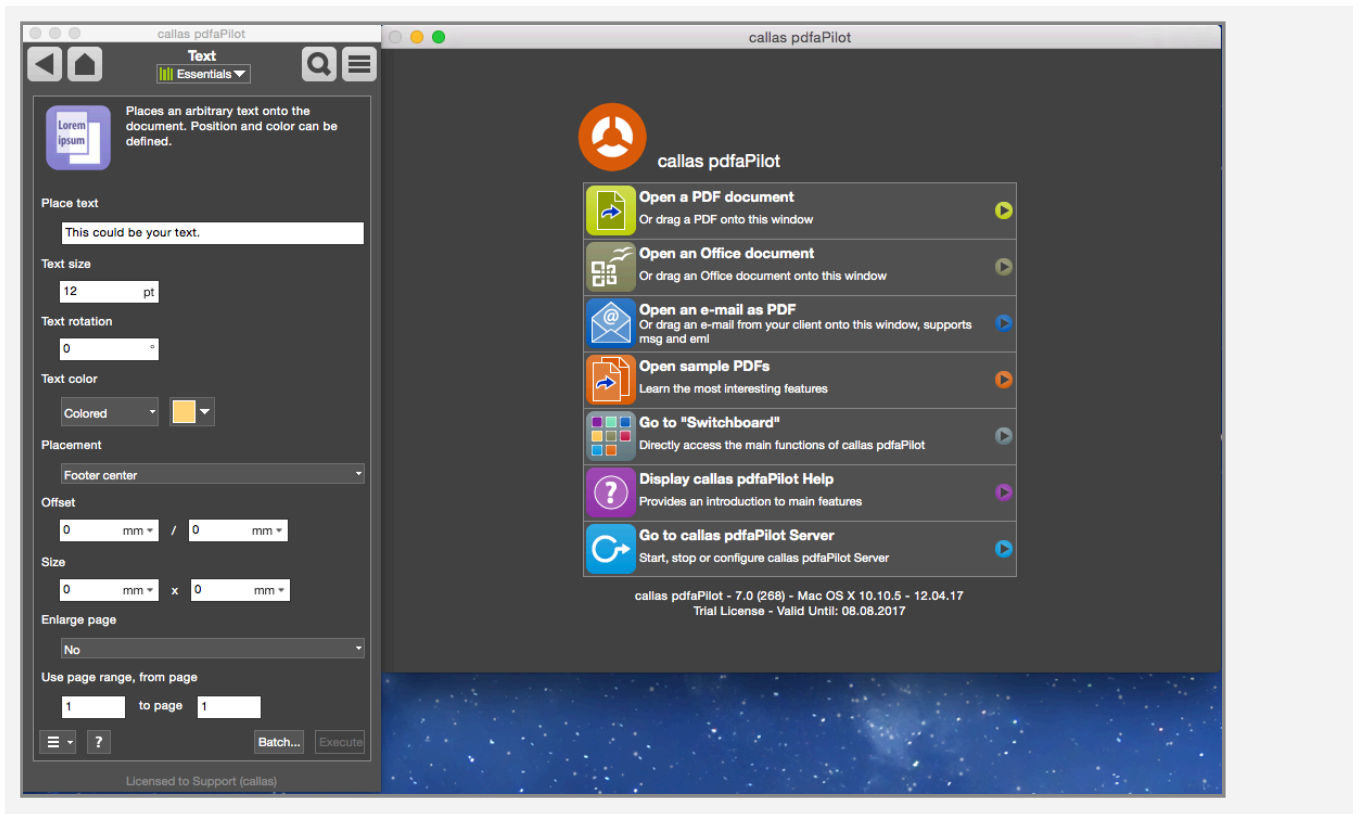 callas pdfaPilot
Text
Essentials
Lorem
ipsum
Places an arbitrary text onto the
document. Position and color can be
defined.
Place text
This could be your text.
Text size
12 pt
Text rotation
0 °
Text color
Colored
Placement
Footer center
Offset
0 mm / 0 mm
Size
0 mm x 0 mm
Enlarge page
No
Use page range, from page
1 to page 1
? Batch... Execute
Licensed to Support (callas)
callas pdfaPilot
callas pdfaPilot
Open a PDF document
Or drag a PDF onto this window
Open an Office document
Or drag an Office document onto this window
@
Open an e-mail as PDF
Or drag an e-mail from your client onto this window, supports
msg and eml
Open sample PDFs
Learn the most interesting features
Go to "Switchboard"
Directly access the main functions of callas pdfaPilot
?
Display callas pdfaPilot Help
Provides an introduction to main features
Go to callas pdfaPilot Server
Start, stop or configure callas pdfaPilot Server
callas pdfaPilot - 7.0 (268) - Mac OS X 10.10.5 - 12.04.17
Trial License - Valid Until: 08.08.2017